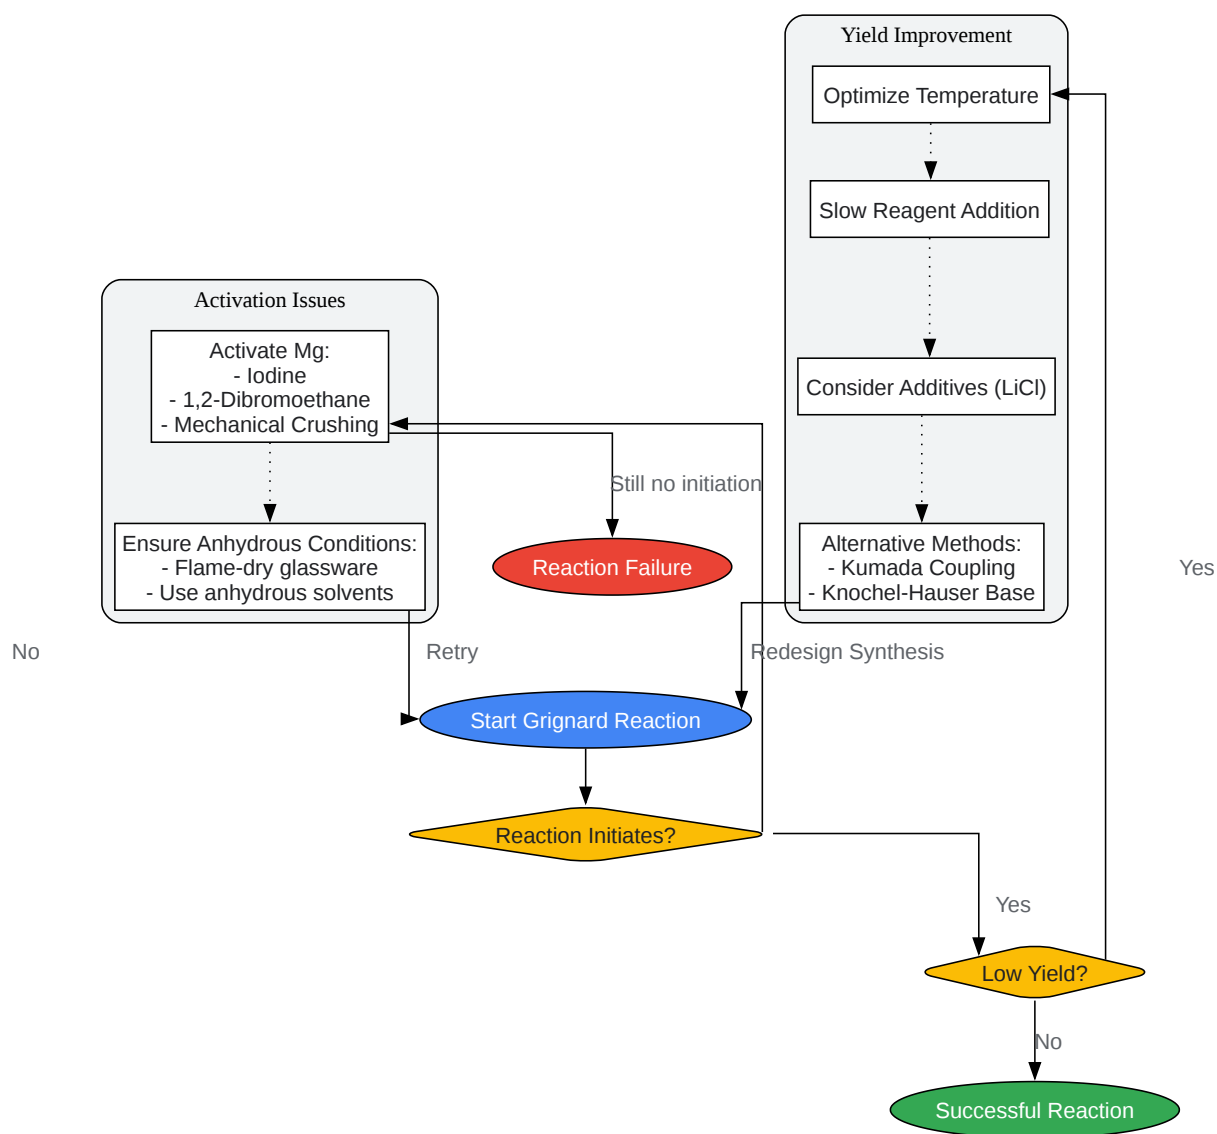 Yield Improvement
Optimize Temperature
Slow Reagent Addition
Activation Issues
Activate Mg:
- Iodine
- 1,2-Dibromoethane
- Mechanical Crushing
Consider Additives (LiCl)
Still no initiation
Ensure Anhydrous Conditions:
- Flame-dry glassware
- Use anhydrous solvents
Reaction Failure
Alternative Methods:
- Kumada Coupling
- Knochel-Hauser Base
Yes
No
Retry
Redesign Synthesis
Start Grignard Reaction
Reaction Initiates?
Yes
Low Yield?
No
Successful Reaction